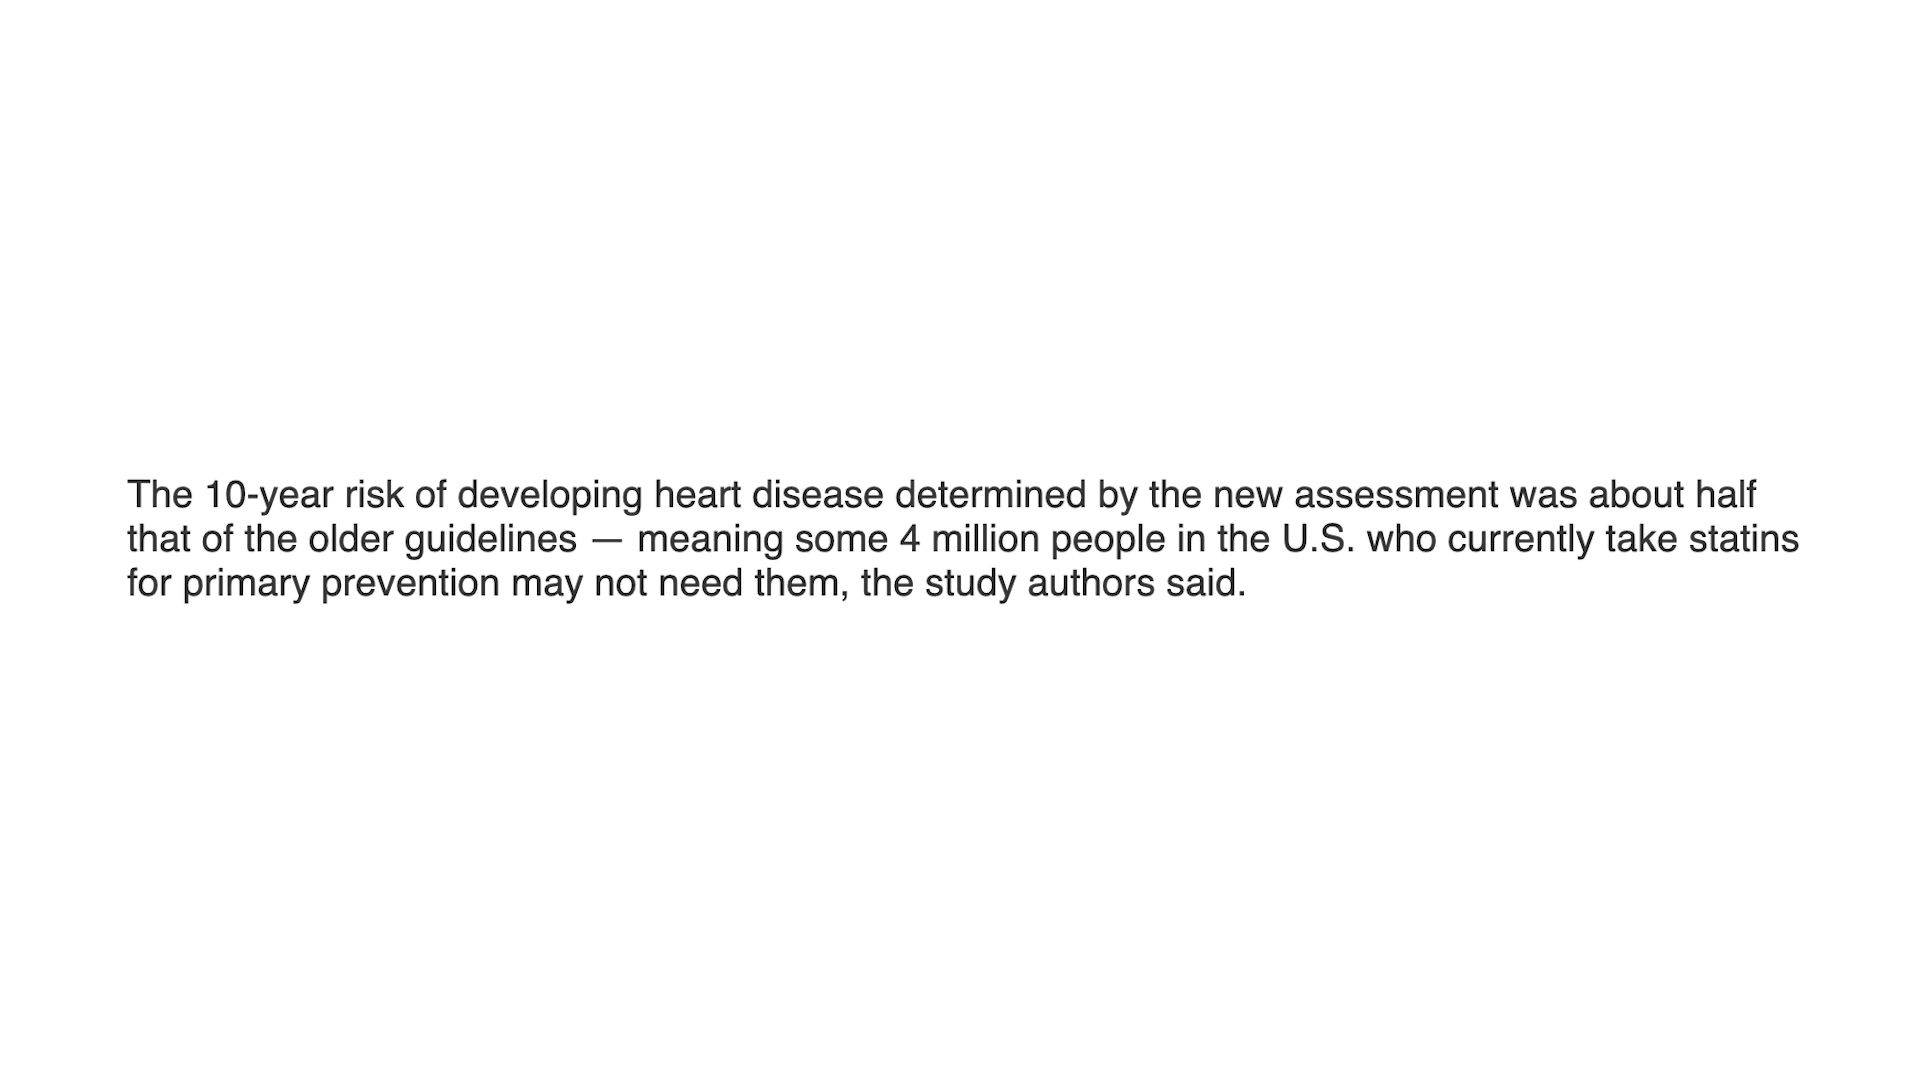 The 10-year risk of developing heart disease determined by the new assessment was about half
that of the older guidelines — meaning some 4 million people in the U.S. who currently take statins
for primary prevention may not need them, the study authors said.